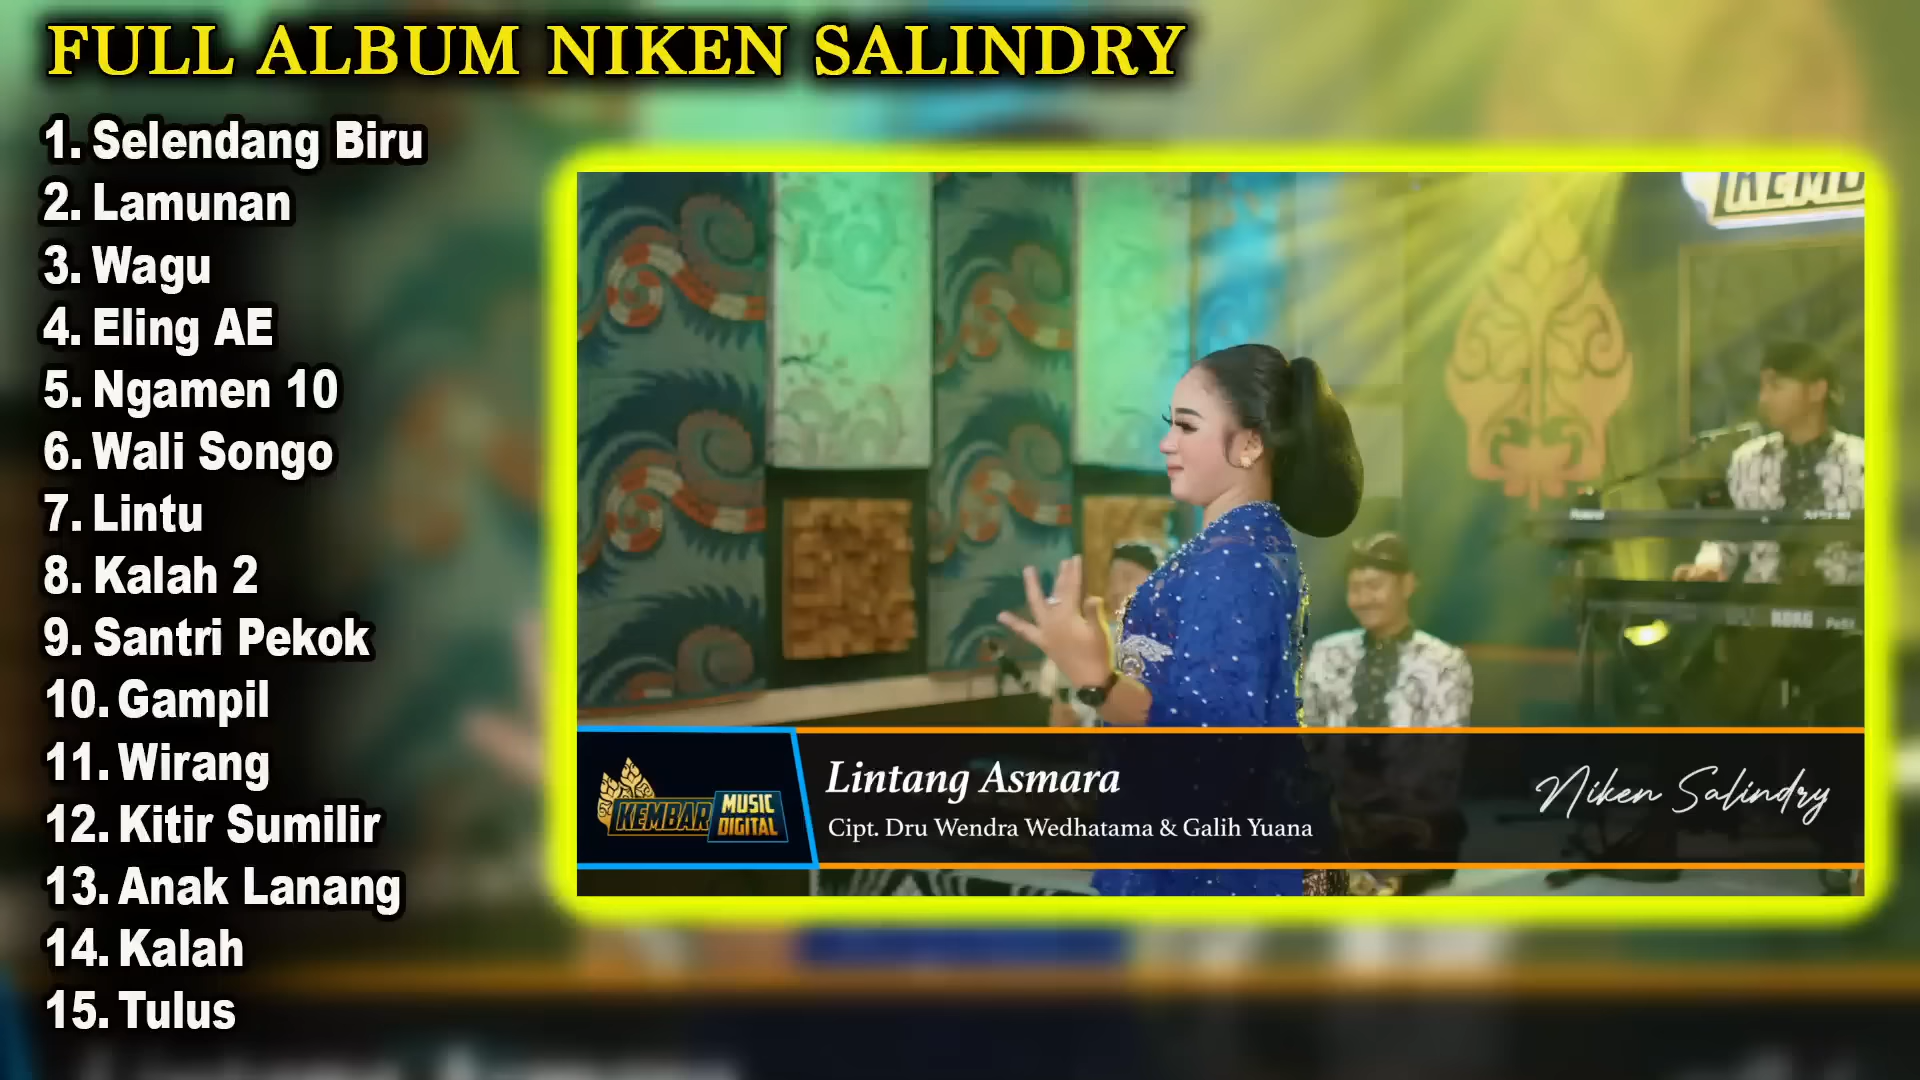 FULL ALBUM NIKEN SALINDRY
1. Selendang Biru
2. Lamunan
3. Wagu
4. Eling AE
5. Ngamen 10
6. Wali Songo
7. Lintu
8. Kalah 2
9. Santri Pekok
10. Gampil
11. Wirang
12. Kitir Sumilir
13. Anak Lanang
14. Kalah
15. Tulus
Roland
KORG
KEMBAR MUSIC DIGITAL
Lintang Asmara
Cipt. Dru Wendra Wedhatama & Galih Yuana
Niken Salindry